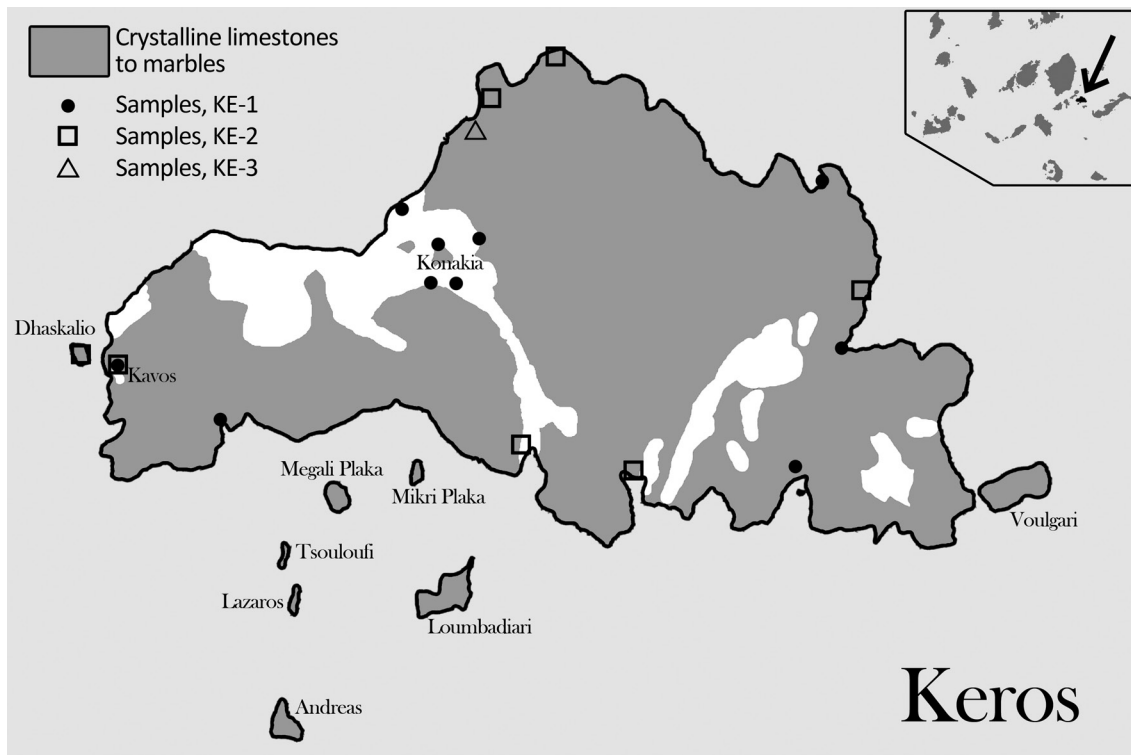 Crystalline limestones
to marbles
Samples, KE-1
Samples, KE-2
Samples, KE-3
Konakia
Dhaskalio
Kavos
Megali Plaka
Mikri Plaka
Voulgari
Tsouloufi
Lazaros
Loumbadiari
Andreas
Keros